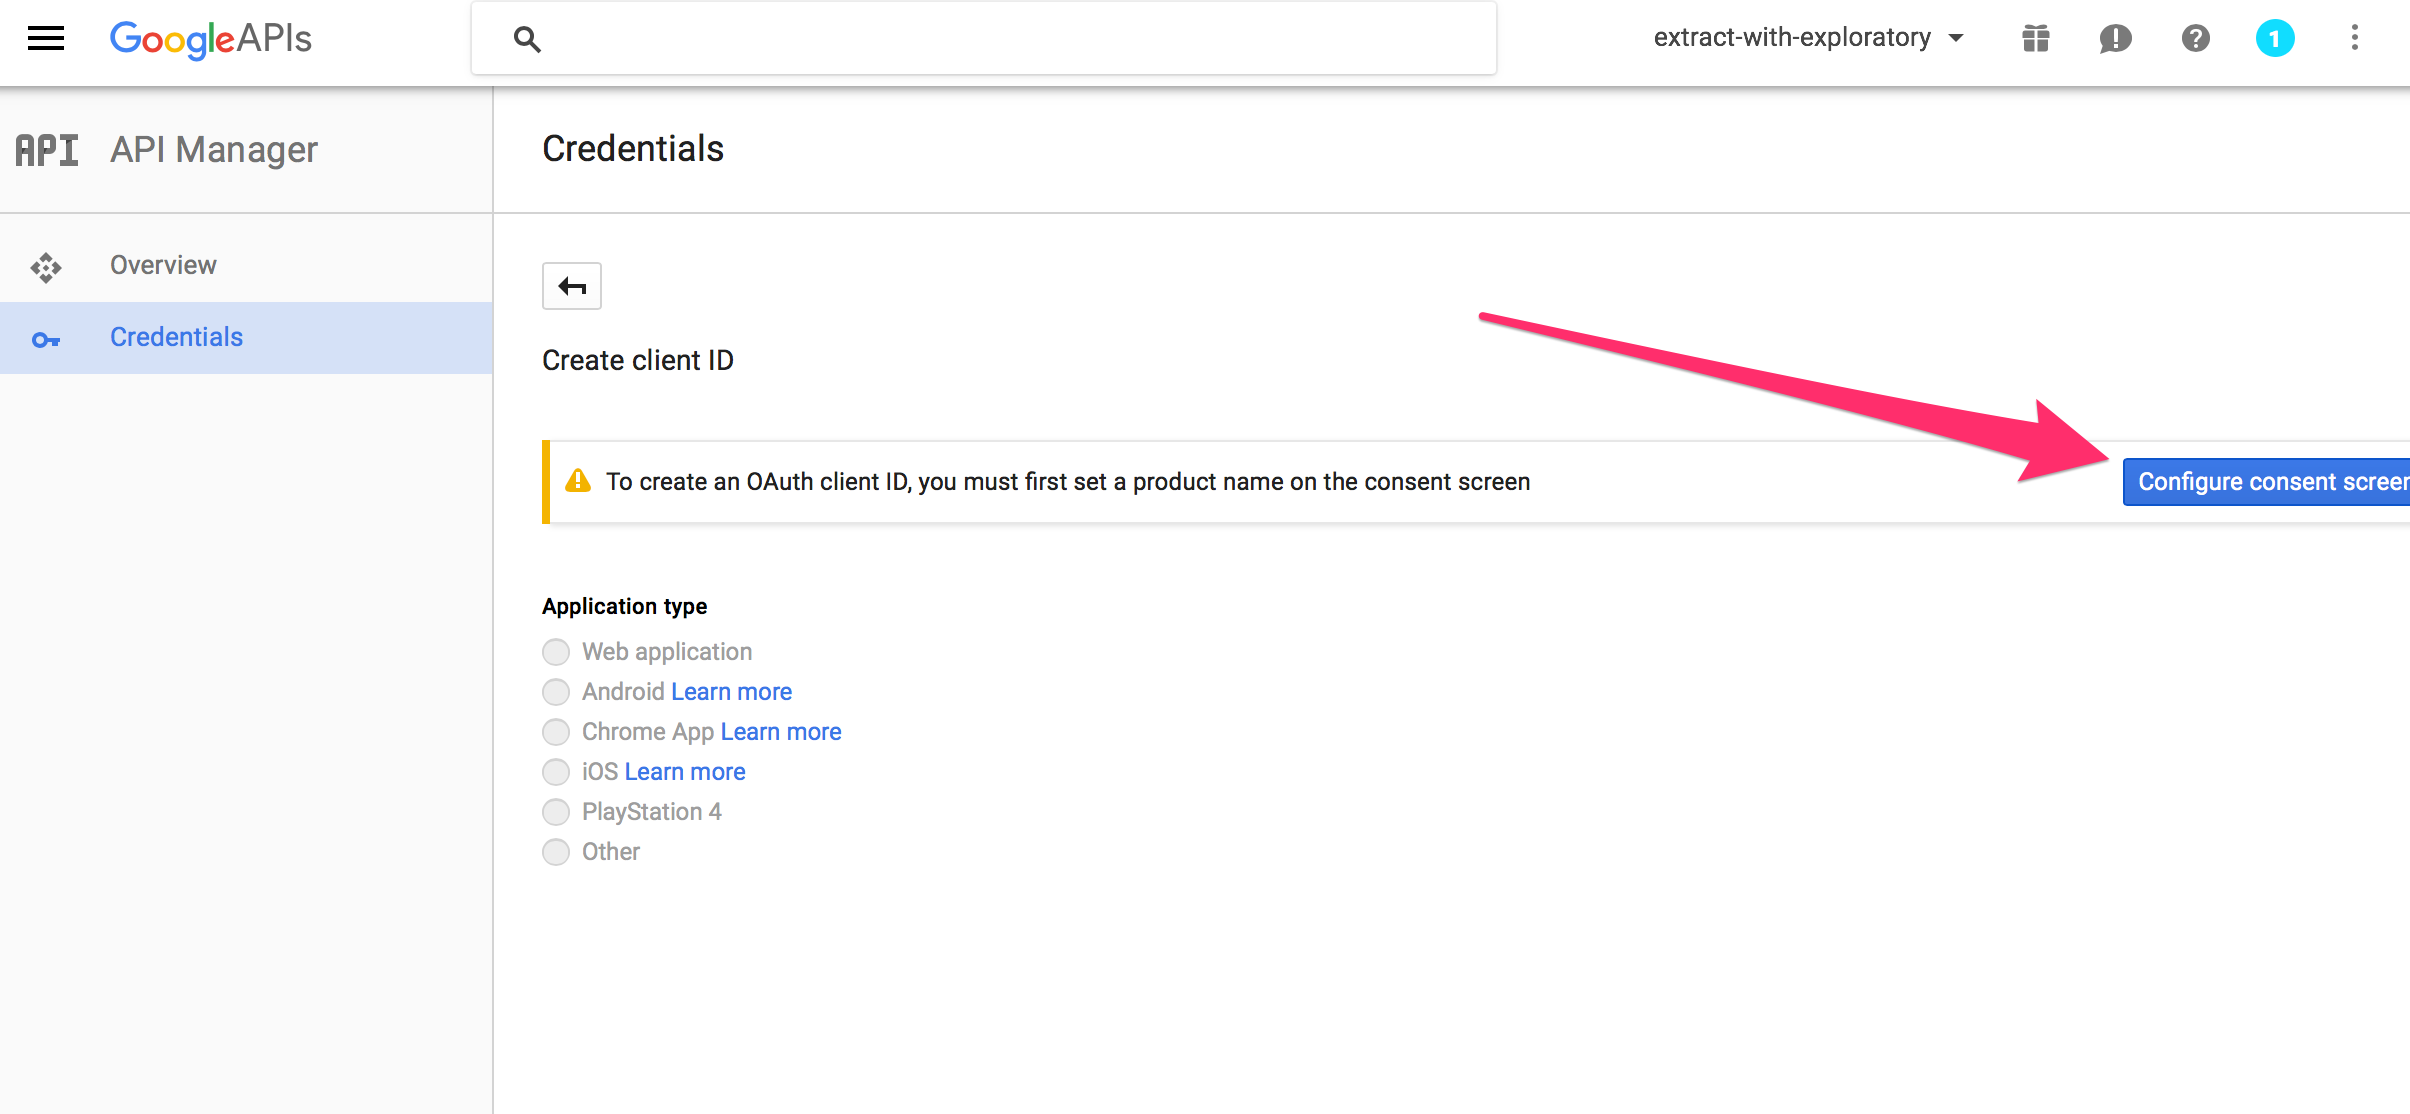 Google APIs
extract-with-exploratory
1
API API Manager
Credentials
Overview
Credentials
Create client ID
To create an OAuth client ID, you must first set a product name on the consent screen
Configure consent screen
Application type
Web application
Android Learn more
Chrome App Learn more
iOS Learn more
PlayStation 4
Other